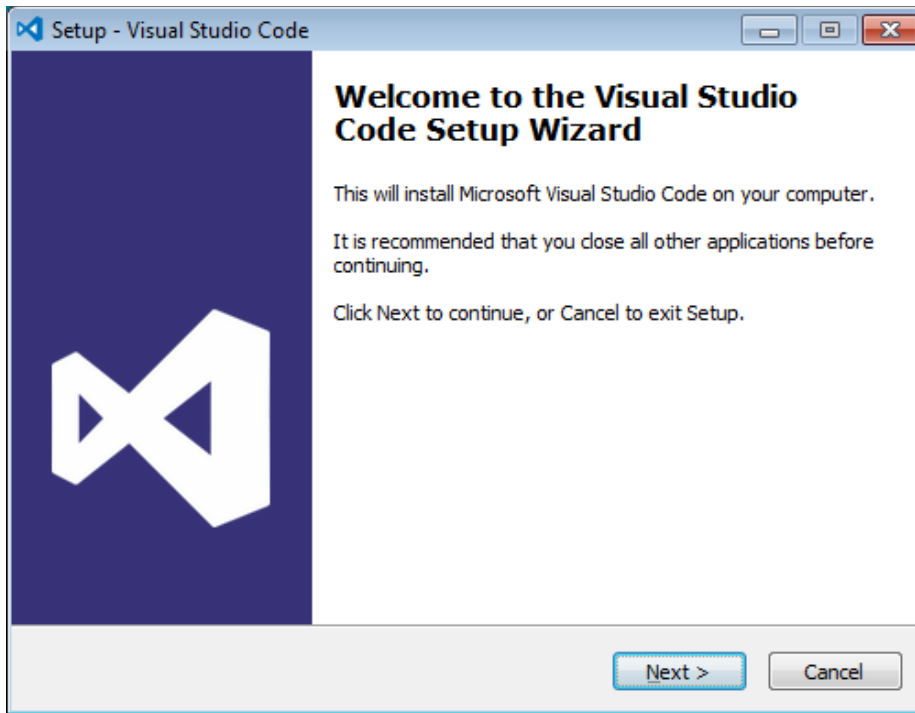 Setup - Visual Studio Code
Welcome to the Visual Studio
Code Setup Wizard
This will install Microsoft Visual Studio Code on your computer.
It is recommended that you close all other applications before
continuing.
Click Next to continue, or Cancel to exit Setup.
Next >
Cancel